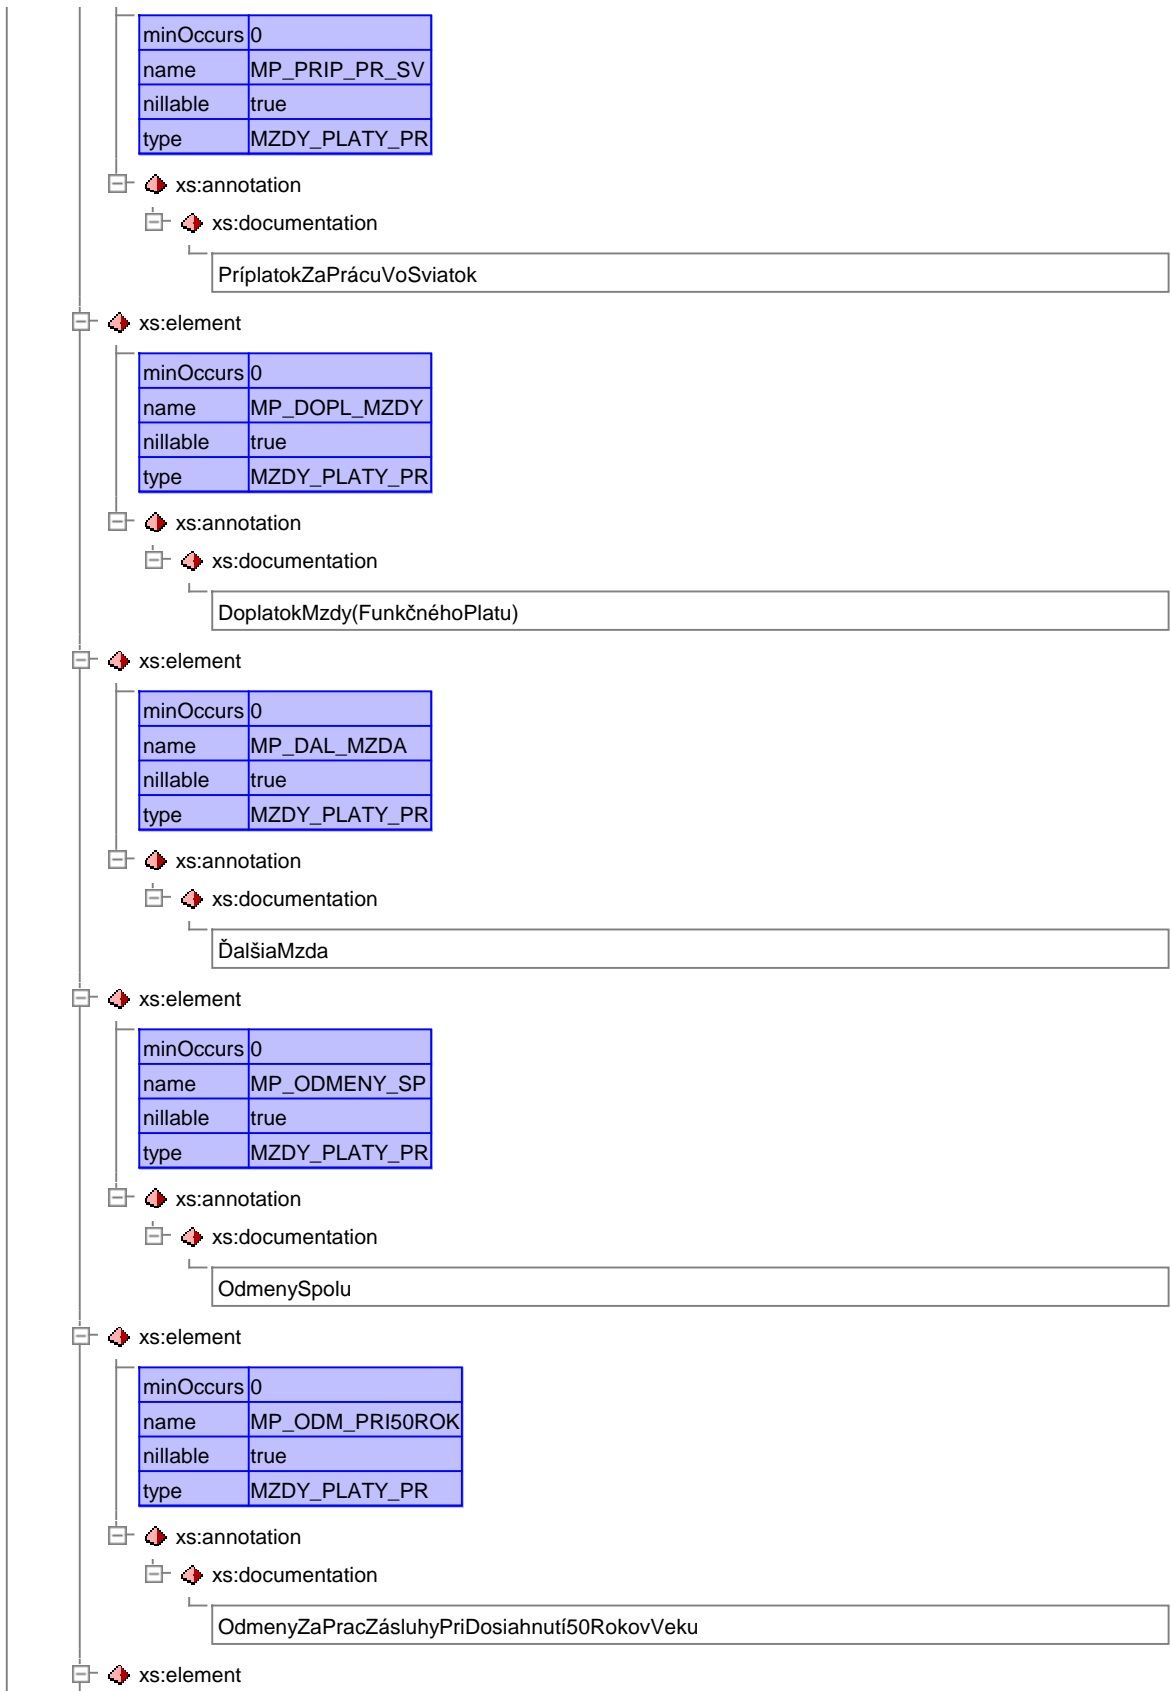 minOccurs 0
name MP_PRIP_PR_SV
nillable true
type MZDY_PLATY_PR
xs:annotation
xs:documentation
PríplatokZaPrácuVoSviatok
xs:element
minOccurs 0
name MP_DOPL_MZDY
nillable true
type MZDY_PLATY_PR
xs:annotation
xs:documentation
DoplatokMzdy(FunkčnéhoPlatu)
xs:element
minOccurs 0
name MP_DAL_MZDA
nillable true
type MZDY_PLATY_PR
xs:annotation
xs:documentation
ĎalšiaMzda
xs:element
minOccurs 0
name MP_ODMENY_SP
nillable true
type MZDY_PLATY_PR
xs:annotation
xs:documentation
OdmenySpolu
xs:element
minOccurs 0
name MP_ODM_PRI50ROK
nillable true
type MZDY_PLATY_PR
xs:annotation
xs:documentation
OdmenyZaPracZásluhyPriDosiahnutí50RokovVeku
xs:element